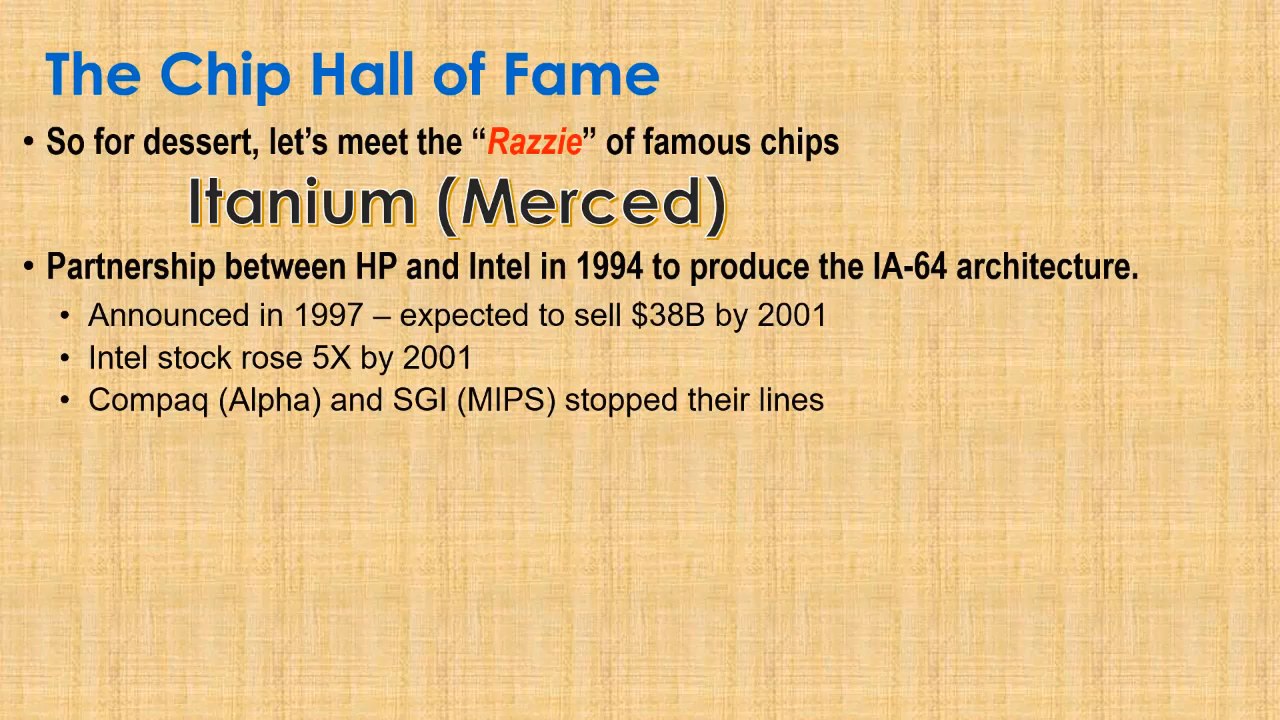 The Chip Hall of Fame
• So for dessert, let’s meet the “Razzie” of famous chips
Itanium (Merced)
• Partnership between HP and Intel in 1994 to produce the IA-64 architecture.
• Announced in 1997 – expected to sell $38B by 2001
• Intel stock rose 5X by 2001
• Compaq (Alpha) and SGI (MIPS) stopped their lines